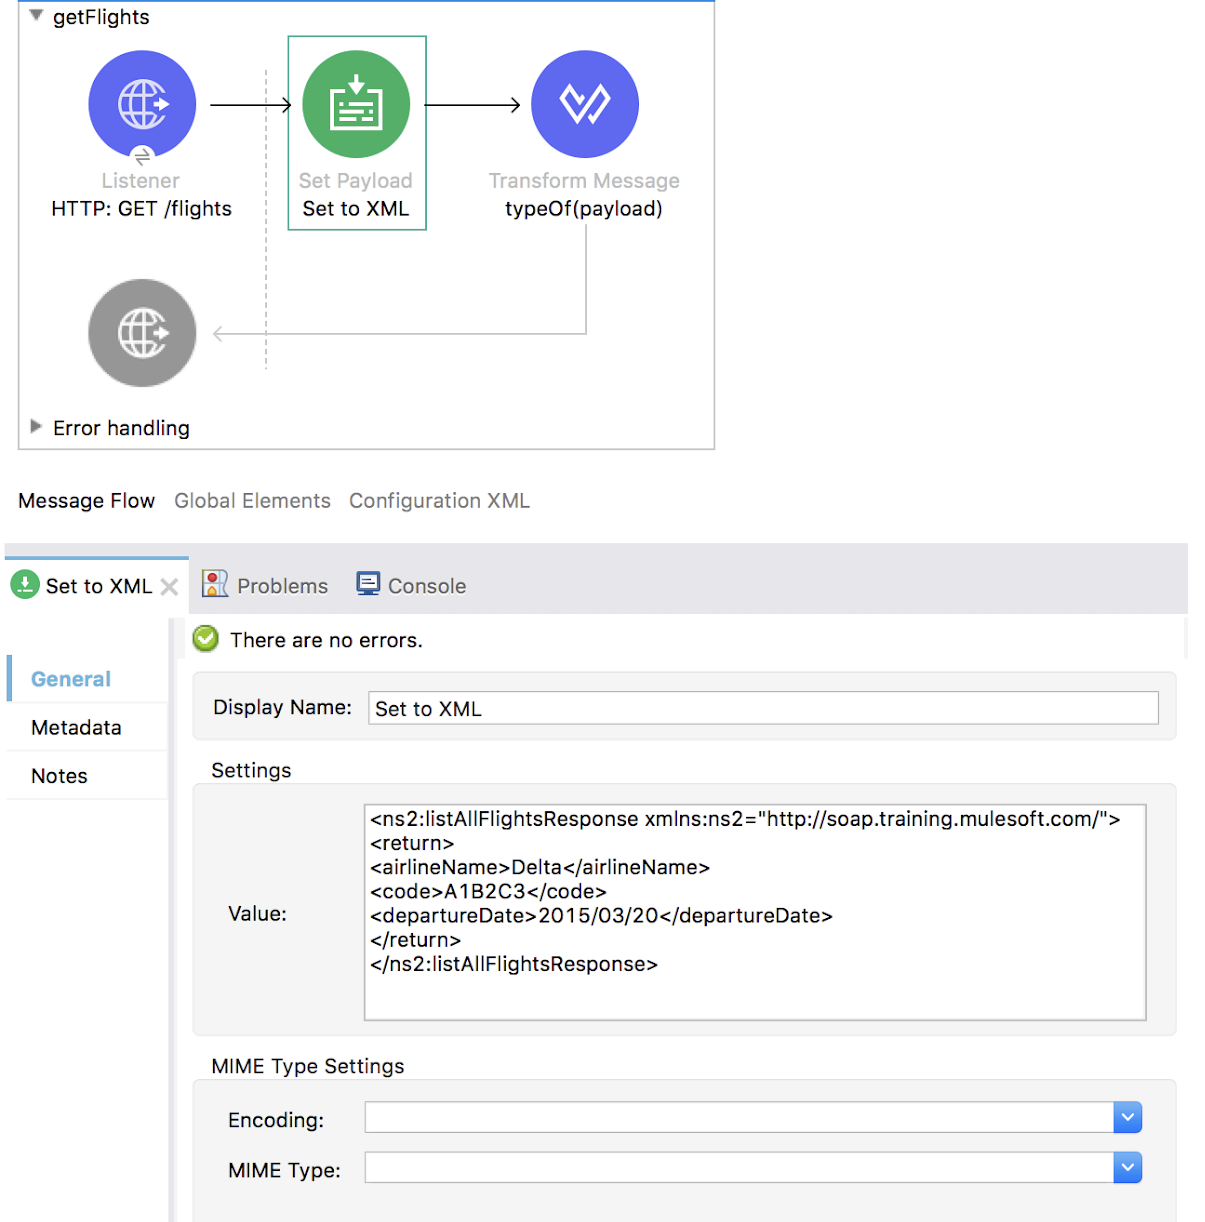 getFlights
Listener
HTTP: GET /flights
Set Payload
Set to XML
Transform Message
typeOf(payload)
Error handling
Message Flow Global Elements Configuration XML
Set to XML Problems Console
There are no errors.
General
Metadata
Notes
Display Name: Set to XML
Settings
Value:
<ns2:listAllFlightsResponse xmlns:ns2="http://soap.training.mulesoft.com/">
<return>
<airlineName>Delta</airlineName>
<code>A1B2C3</code>
<departureDate>2015/03/20</departureDate>
</return>
</ns2:listAllFlightsResponse>
MIME Type Settings
Encoding:
MIME Type: